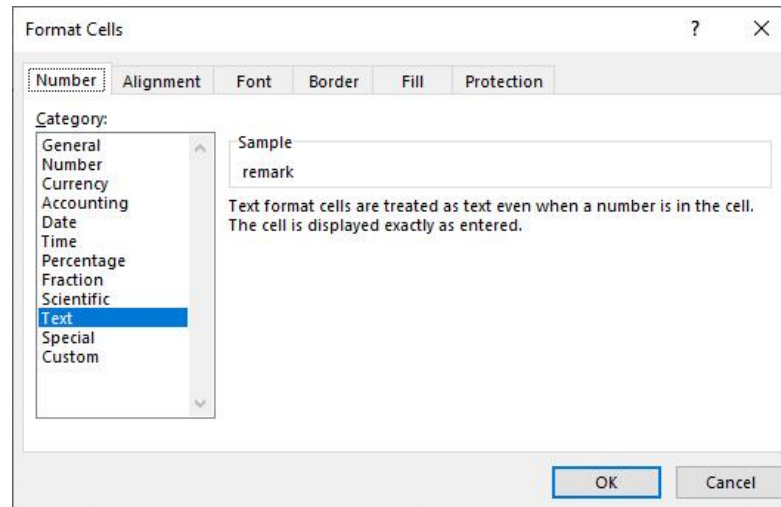 Format Cells ? X
Number Alignment Font Border Fill Protection
Category:
General
Number
Currency
Accounting
Date
Time
Percentage
Fraction
Scientific
Text
Special
Custom
Sample
remark
Text format cells are treated as text even when a number is in the cell.
The cell is displayed exactly as entered.
OK Cancel